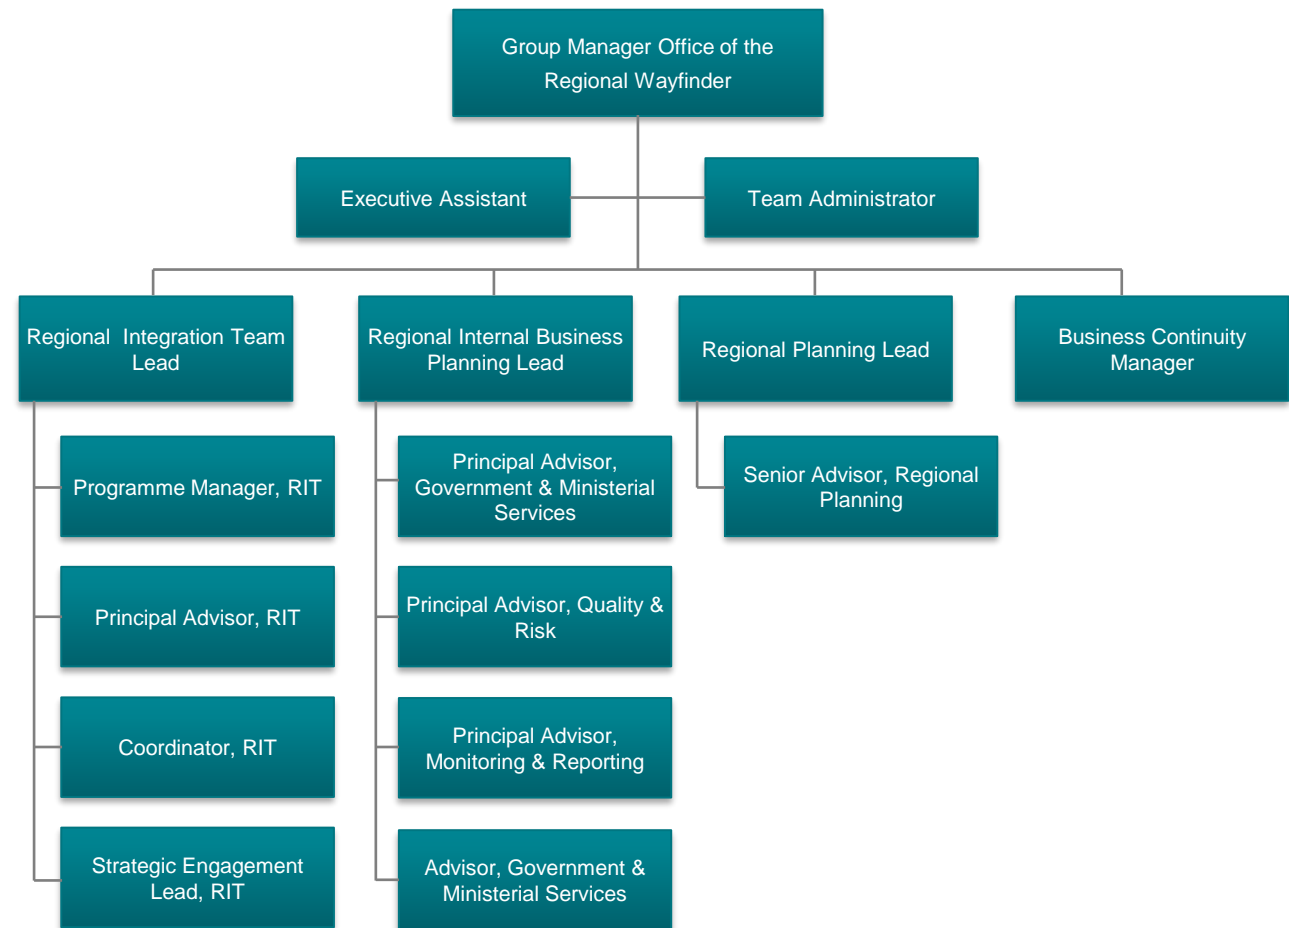 Group Manager Office of the
Regional Wayfinder
Executive Assistant
Team Administrator
Regional  Integration Team
Lead
Regional Internal Business
Planning Lead
Regional Planning Lead
Business Continuity
Manager
Programme Manager, RIT
Principal Advisor,
Government & Ministerial
Services
Senior Advisor, Regional
Planning
Principal Advisor, RIT
Principal Advisor, Quality &
Risk
Coordinator, RIT
Principal Advisor,
Monitoring & Reporting
Strategic Engagement
Lead, RIT
Advisor, Government &
Ministerial Services